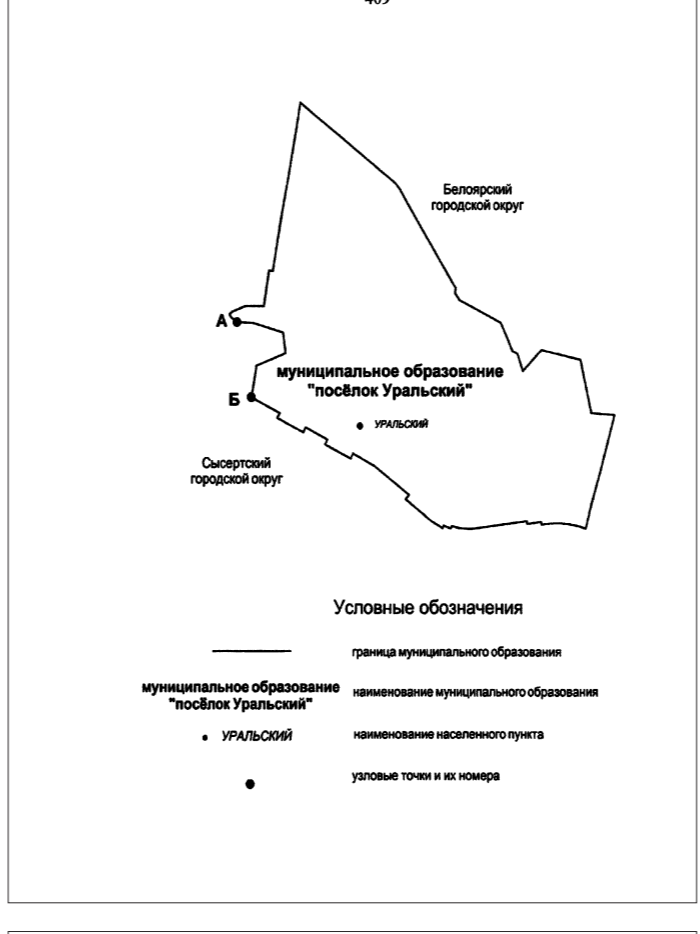 Белоярский
городской округ
А
муниципальное образование
"посёлок Уральский"
Б
УРАЛЬСКИЙ
Сысертский
городской округ
Условные обозначения
граница муниципального образования
муниципальное образование
"посёлок Уральский"
наименование муниципального образования
УРАЛЬСКИЙ
наименование населенного пункта
узловые точки и их номера